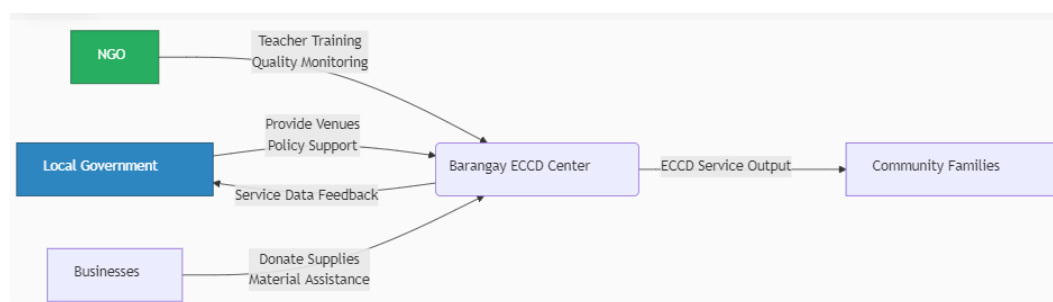 NGO
Teacher Training
Quality Monitoring
Provide Venues
Policy Support
Local Government
Barangay ECCD Center
ECCD Service Output
Community Families
Service Data Feedback
Businesses
Donate Supplies
Material Assistance